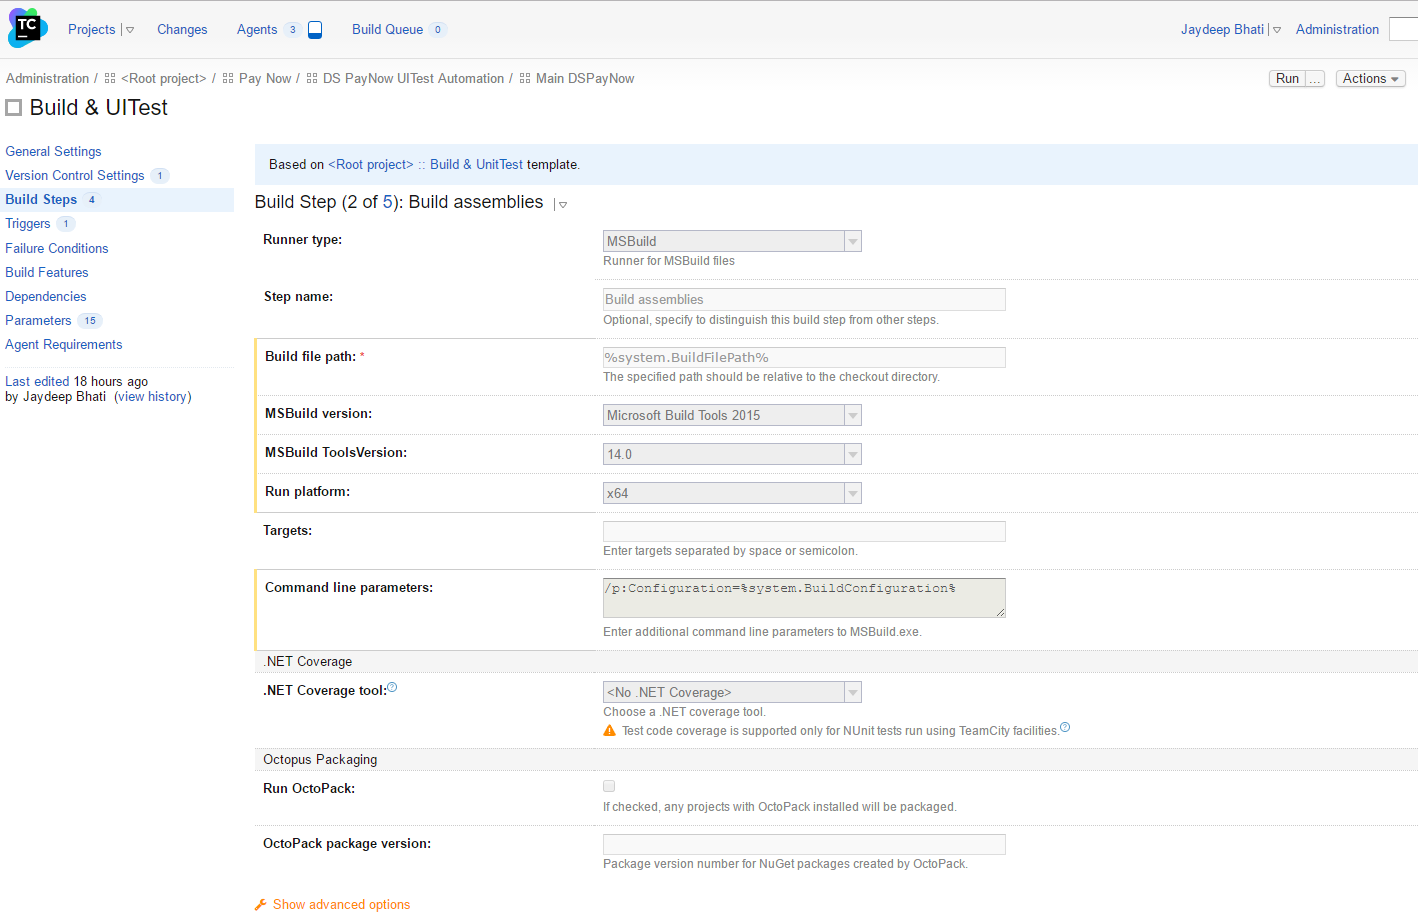 TC
Projects
Changes
Agents 3
Build Queue 0
Jaydeep Bhati
Administration
Administration / <Root project> / Pay Now / DS PayNow UITest Automation / Main DSPayNow
Run ...
Actions
Build & UITest
General Settings
Version Control Settings 1
Build Steps 4
Triggers 1
Failure Conditions
Build Features
Dependencies
Parameters 15
Agent Requirements
Last edited 18 hours ago
by Jaydeep Bhati (view history)
Based on <Root project> :: Build & UnitTest template.
Build Step (2 of 5): Build assemblies
Runner type:
MSBuild
Runner for MSBuild files
Step name:
Build assemblies
Optional, specify to distinguish this build step from other steps.
Build file path: *
%system.BuildFilePath%
The specified path should be relative to the checkout directory.
MSBuild version:
Microsoft Build Tools 2015
MSBuild ToolsVersion:
14.0
Run platform:
x64
Targets:
Enter targets separated by space or semicolon.
Command line parameters:
/p:Configuration=%system.BuildConfiguration%
Enter additional command line parameters to MSBuild.exe.
.NET Coverage
.NET Coverage tool: ?
<No .NET Coverage>
Choose a .NET coverage tool.
Test code coverage is supported only for NUnit tests run using TeamCity facilities. ?
Octopus Packaging
Run OctoPack:
If checked, any projects with OctoPack installed will be packaged.
OctoPack package version:
Package version number for NuGet packages created by OctoPack.
Show advanced options